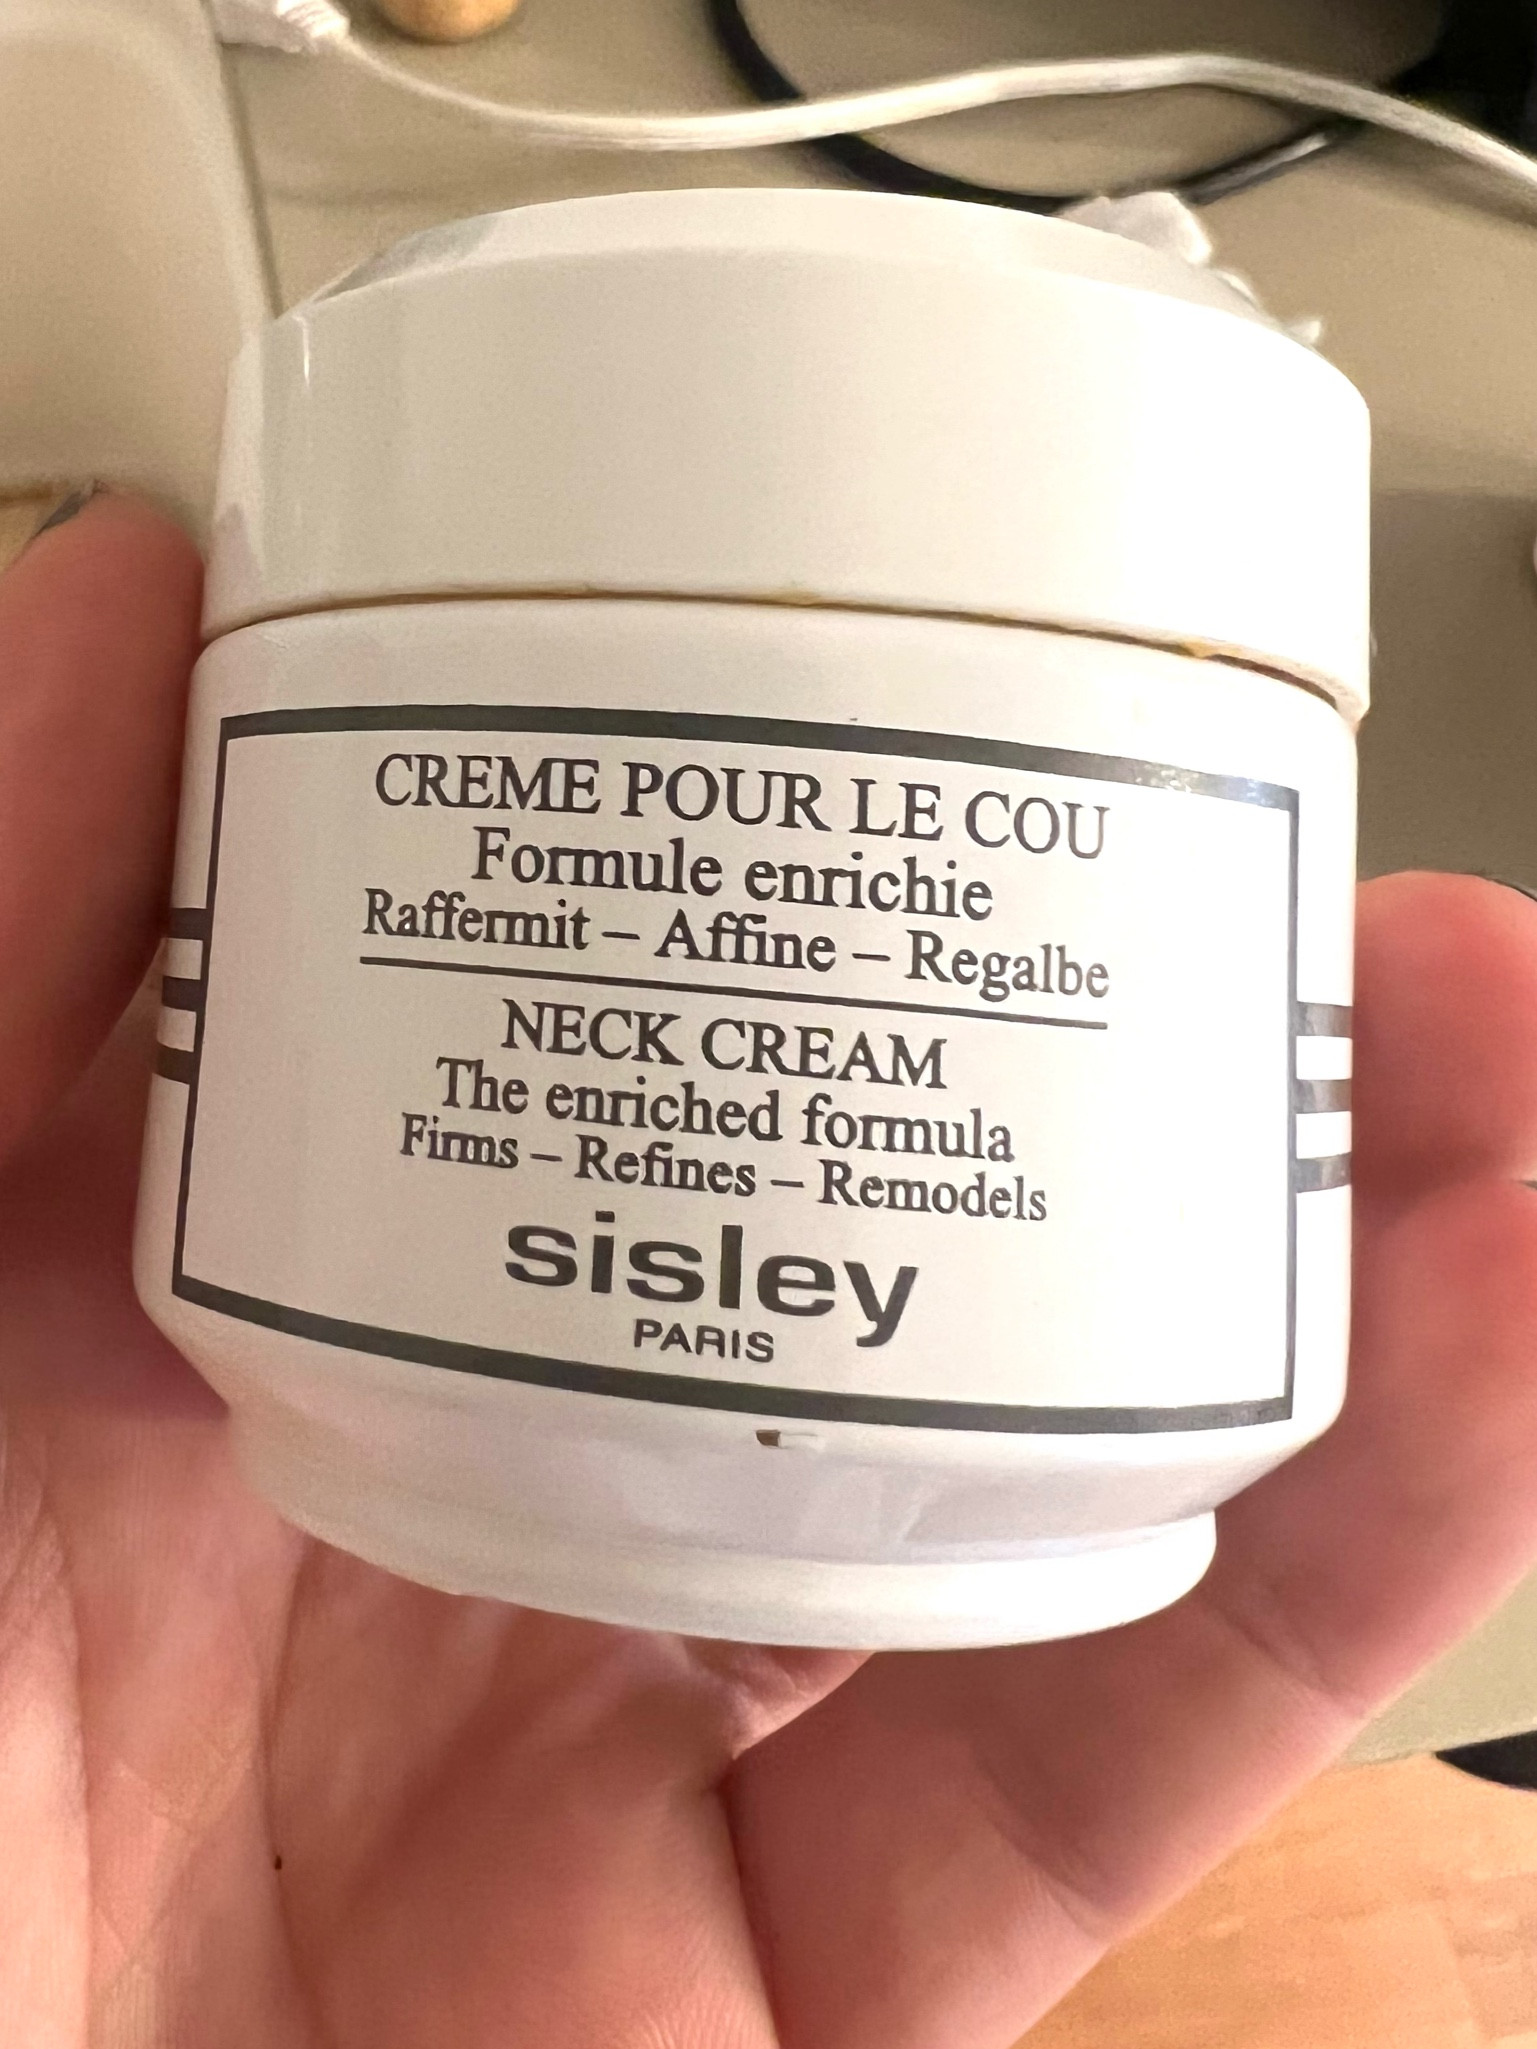 CREME POUR LE COU
Formule enrichie
Raffermit – Affine – Regalbe
NECK CREAM
The enriched formula
Firms – Refines – Remodels
sisley
PARIS